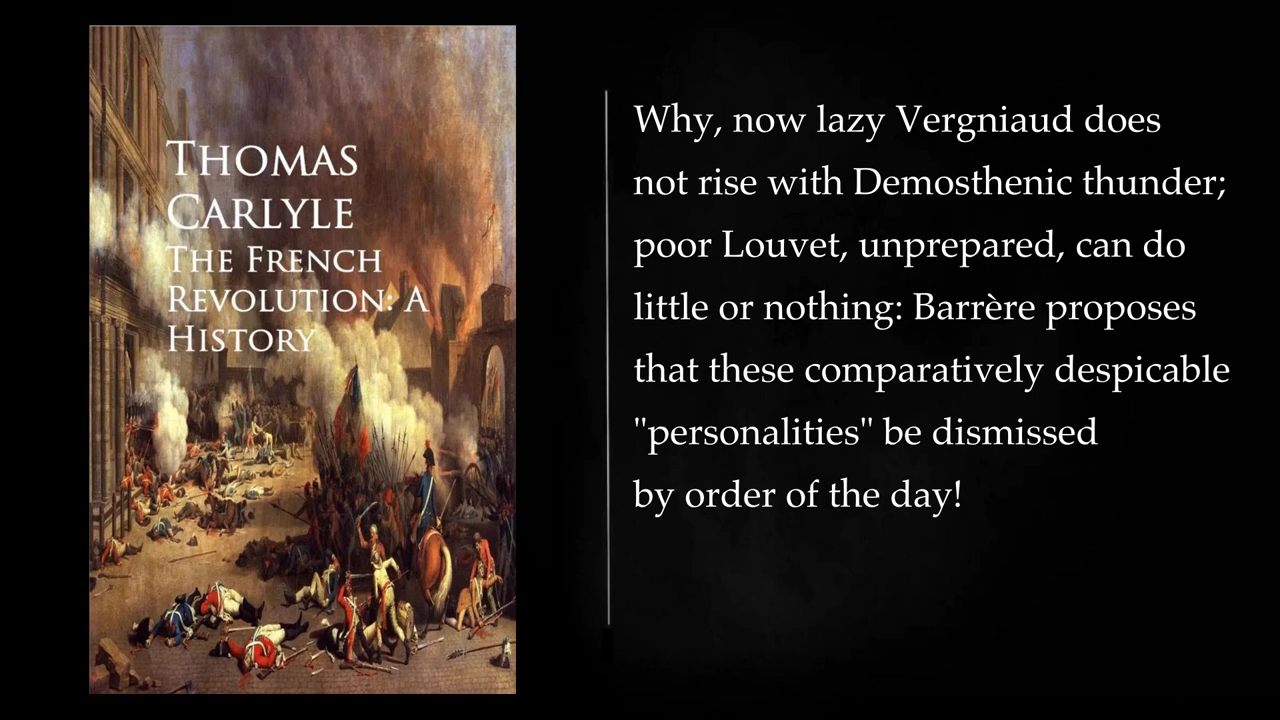 THOMAS
CARLYLE
THE FRENCH
REVOLUTION: A
HISTORY
Why, now lazy Vergniaud does
not rise with Demosthenic thunder;
poor Louvet, unprepared, can do
little or nothing: Barrère proposes
that these comparatively despicable
"personalities" be dismissed
by order of the day!